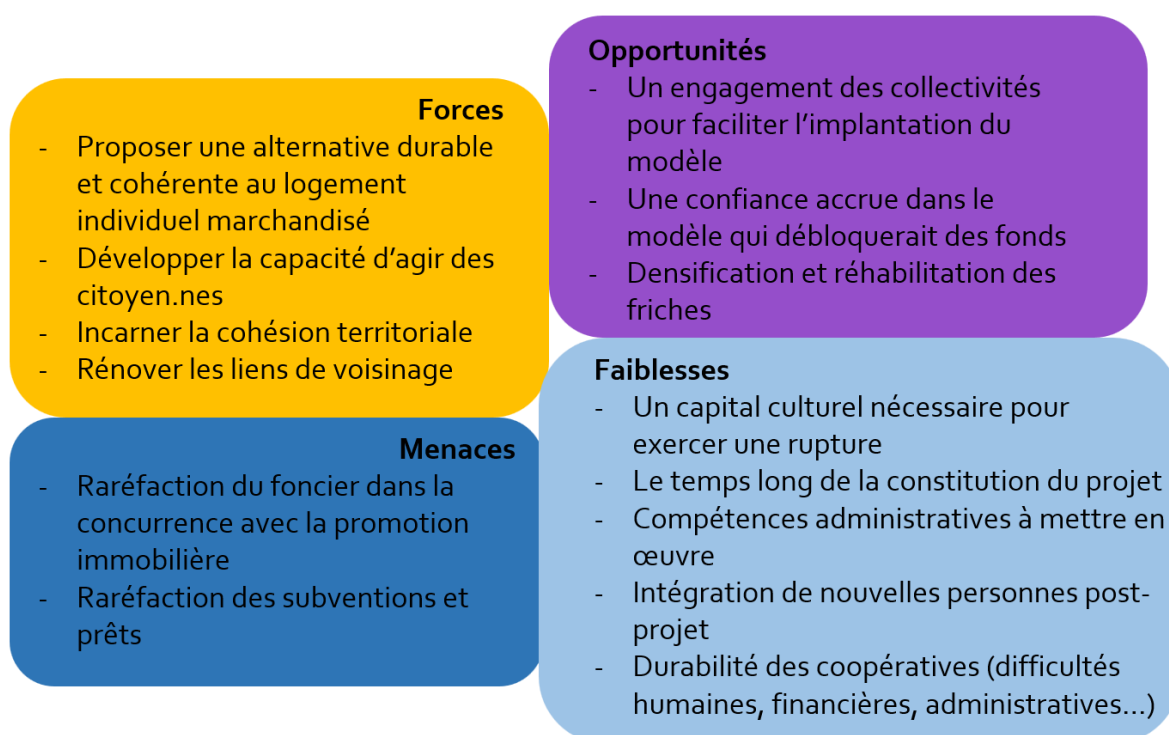 Forces
- Proposer une alternative durable
et cohérente au logement
individuel marchandisé
- Développer la capacité d’agir des
citoyen.nes
- Incarner la cohésion territoriale
- Rénover les liens de voisinage
Opportunités
- Un engagement des collectivités
pour faciliter l’implantation du
modèle
- Une confiance accrue dans le
modèle qui débloquerait des fonds
- Densification et réhabilitation des
friches
Menaces
- Raréfaction du foncier dans la
concurrence avec la promotion
immobilière
- Raréfaction des subventions et
prêts
Faiblesses
- Un capital culturel nécessaire pour
exercer une rupture
- Le temps long de la constitution du projet
- Compétences administratives à mettre en
œuvre
- Intégration de nouvelles personnes post-
projet
- Durabilité des coopératives (difficultés
humaines, financières, administratives…)